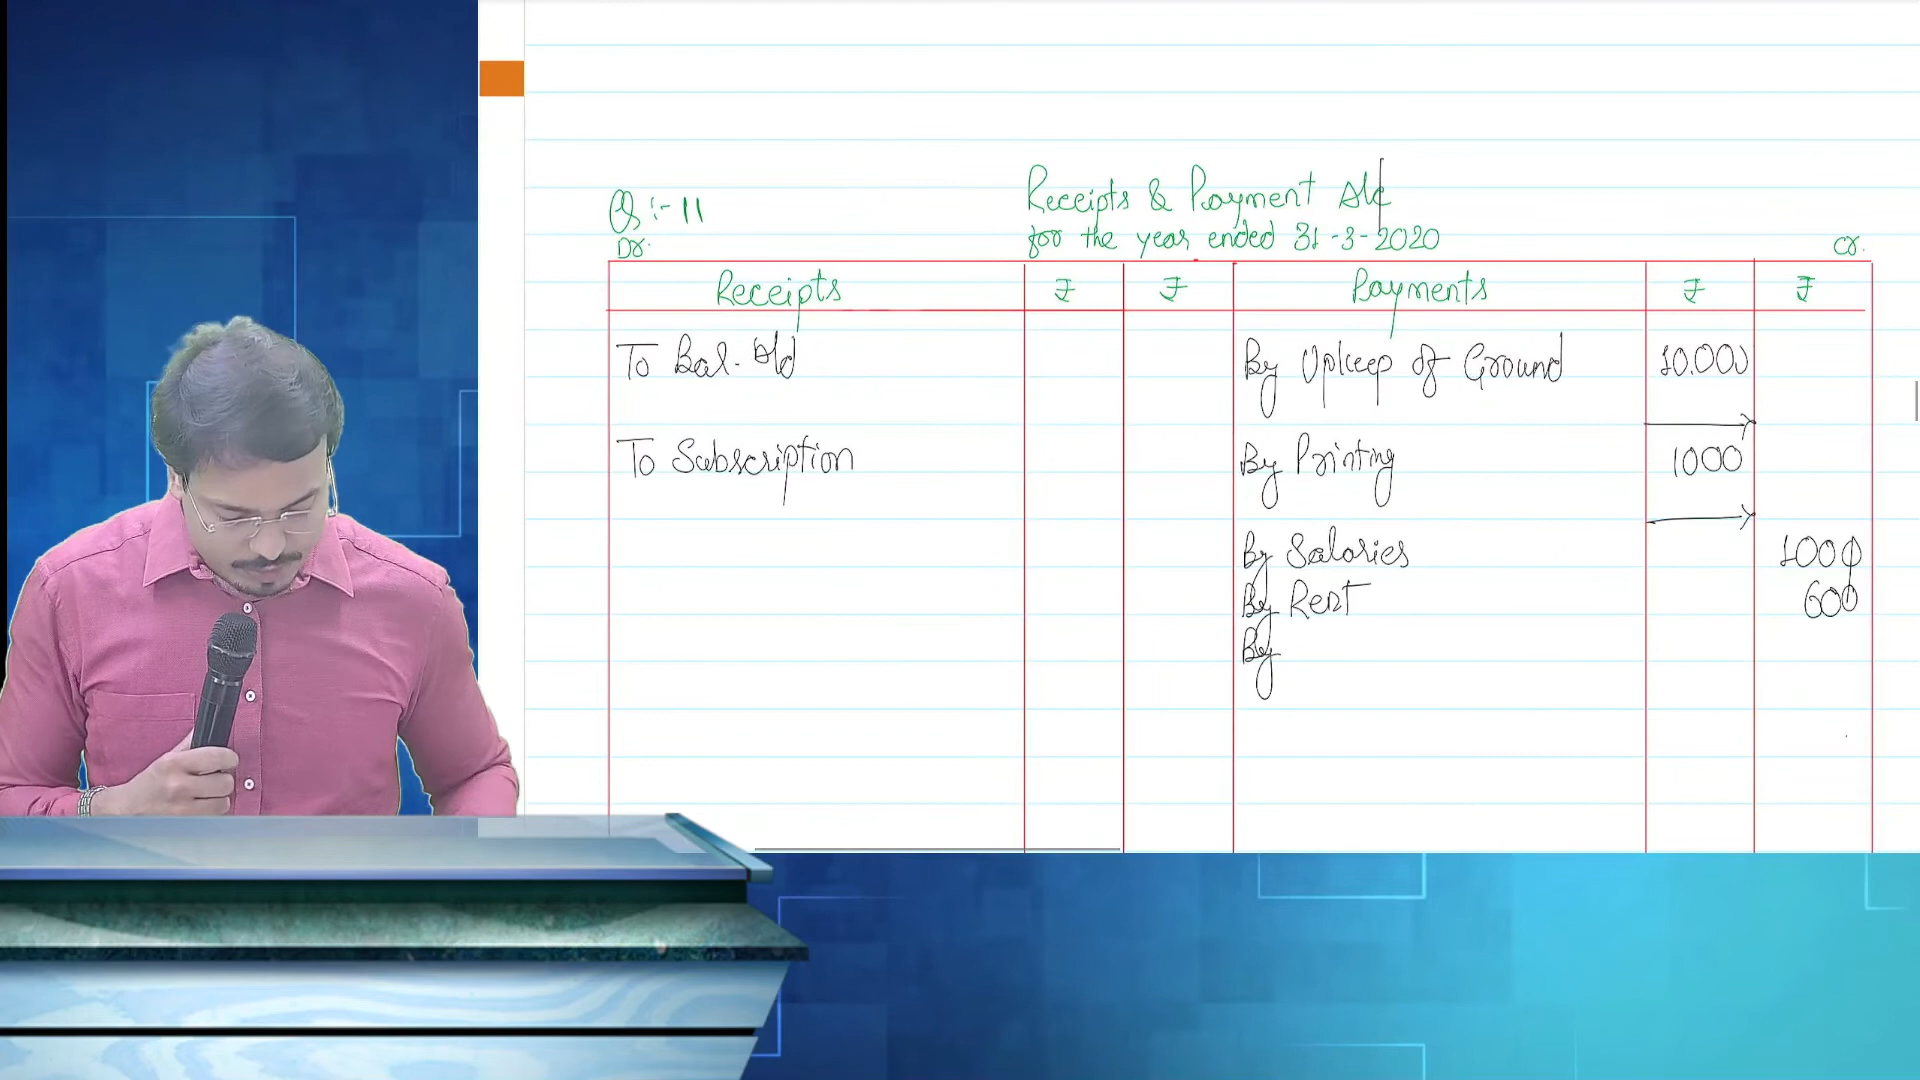 Qs :- 11
Receipts & Payment A/c
for the year ended 31-3-2020
Dr.
Cr.
Receipts ₹ ₹ Payments ₹ ₹
To Bal. b/d By Upkeep of Ground 10,000
To Subscription By Printing 1000
By Salaries 1000
By Rent 600
By